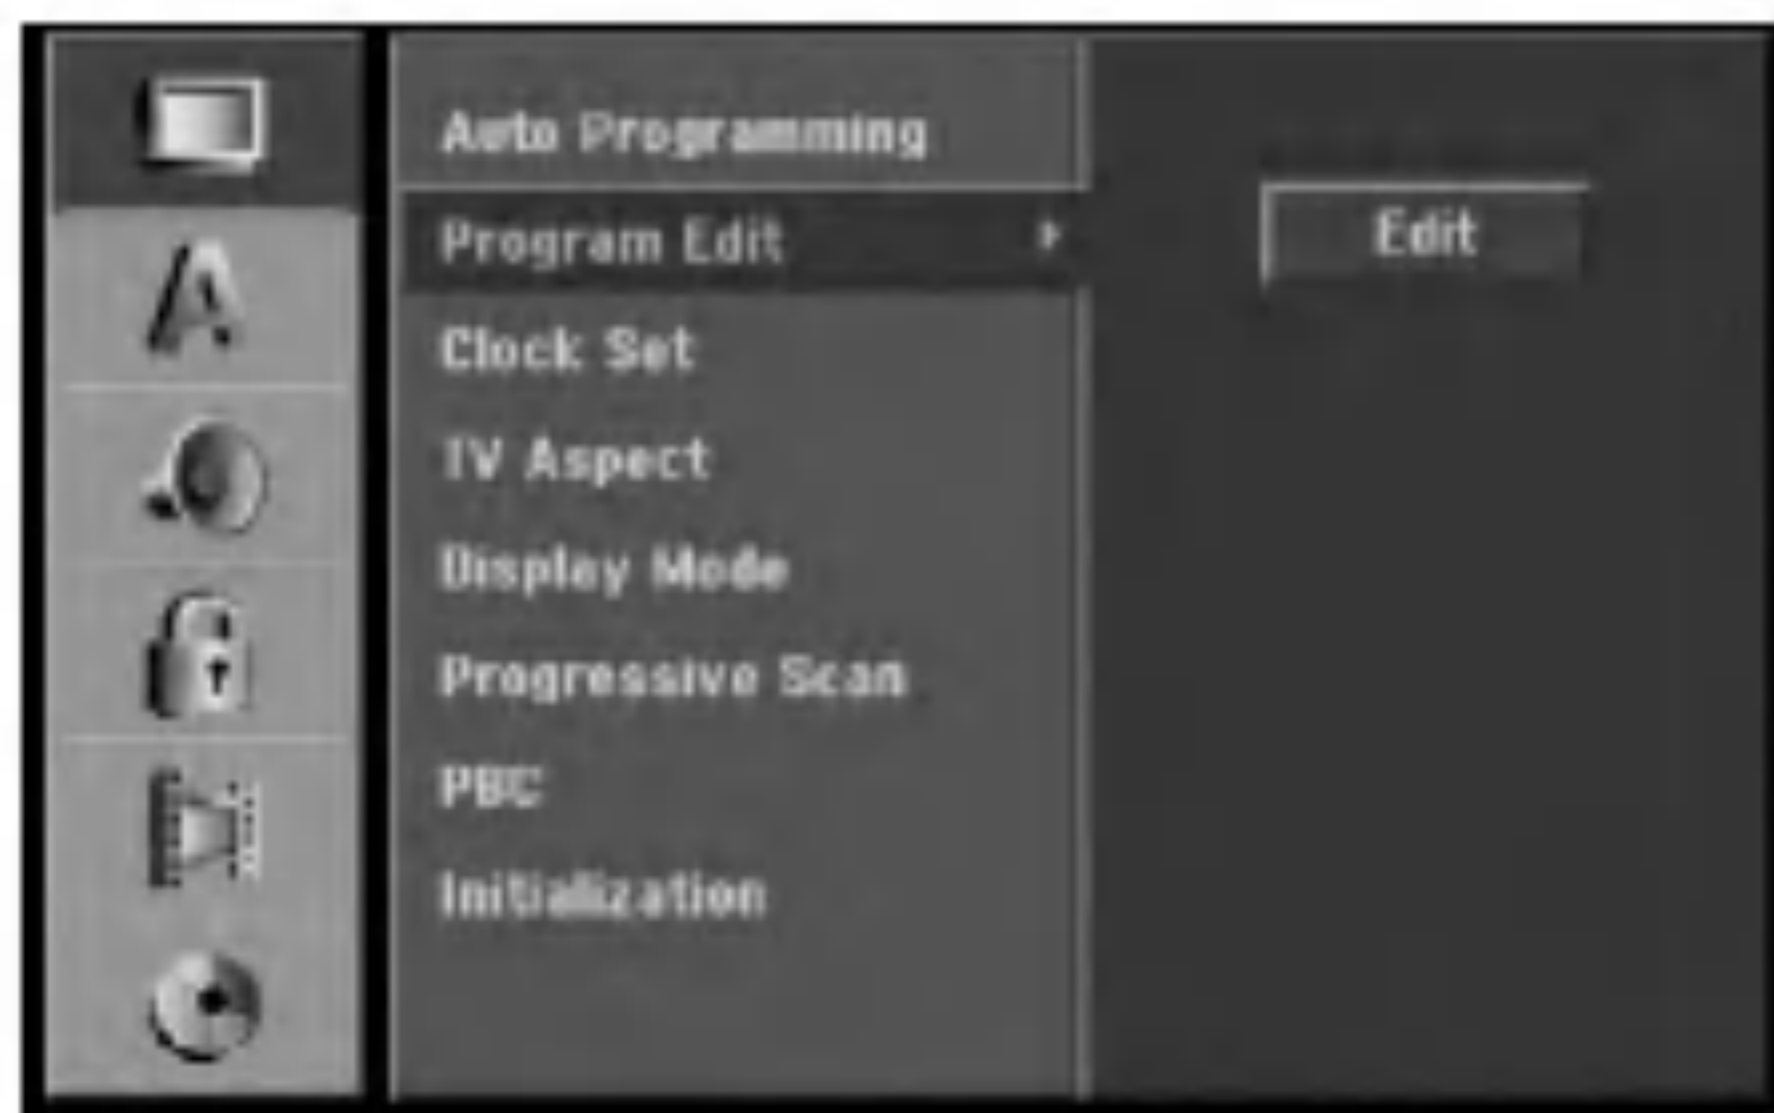 Auto Programming
Program Edit
Edit
Clock Set
TV Aspect
Display Mode
Progressive Scan
PBC
Initialization